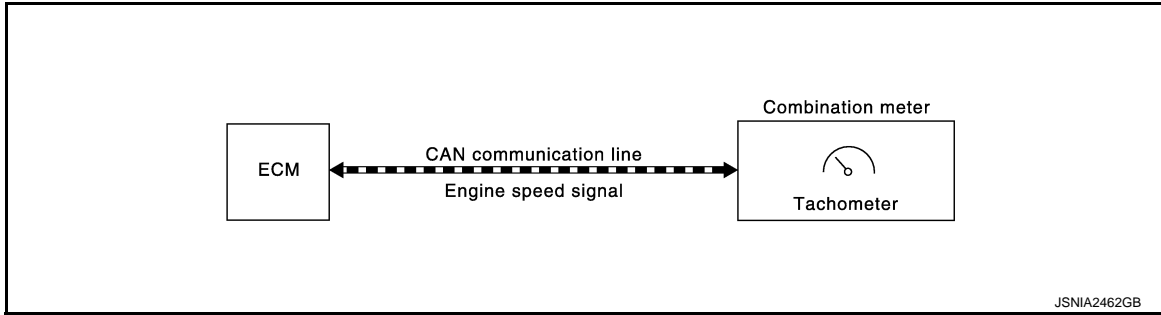 Combination meter
ECM
CAN communication line
Engine speed signal
Tachometer
JSNIA2462GB